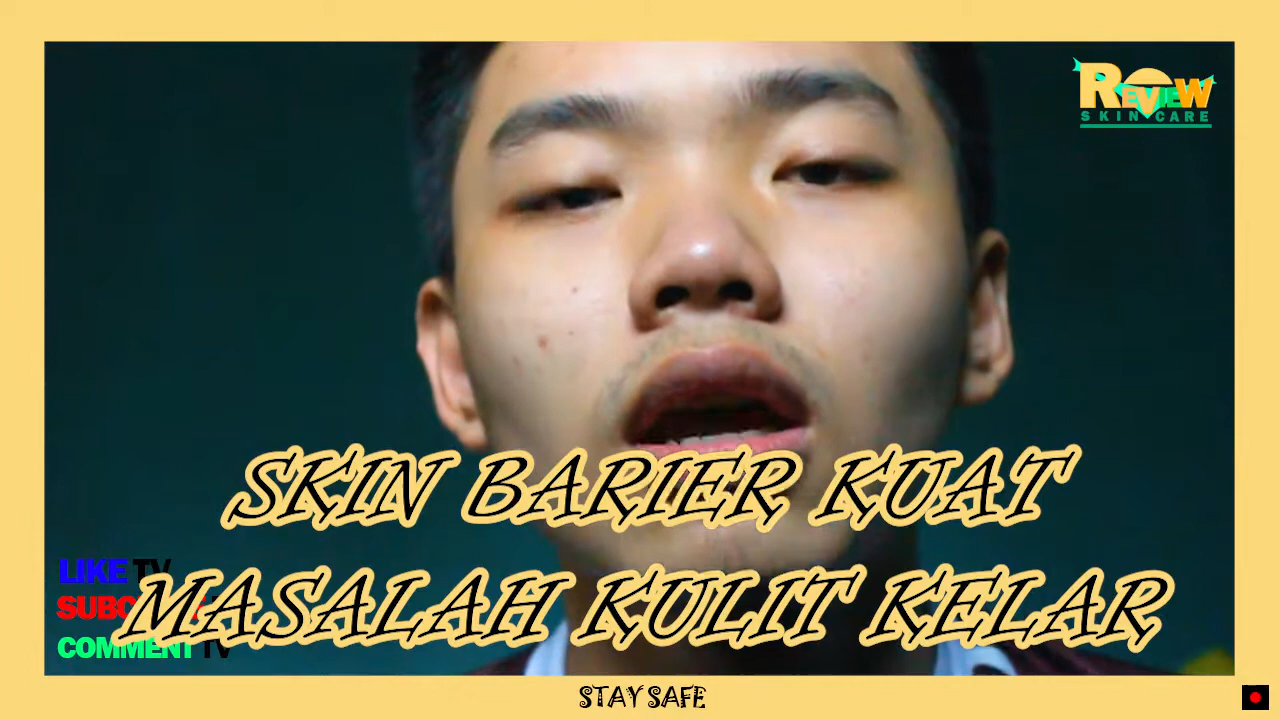 REVIEW
SKIN CARE
SKIN BARIER KUAT
LIKE TV
MASALAH KULIT KELAR
COMMENT TV
STAY SAFE